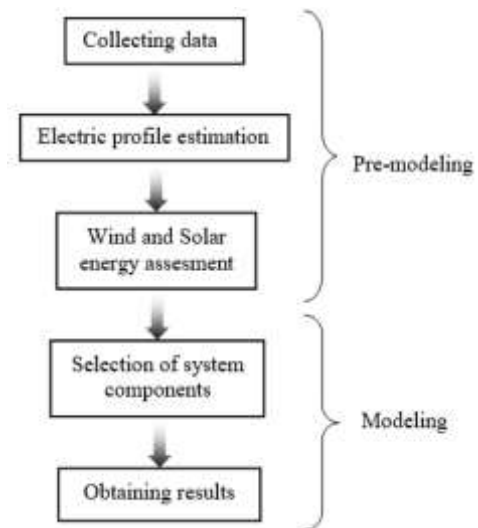 Collecting data
Electric profile estimation
Pre-modeling
Wind and Solar
energy assesment
Selection of system
components
Modeling
Obtaining results